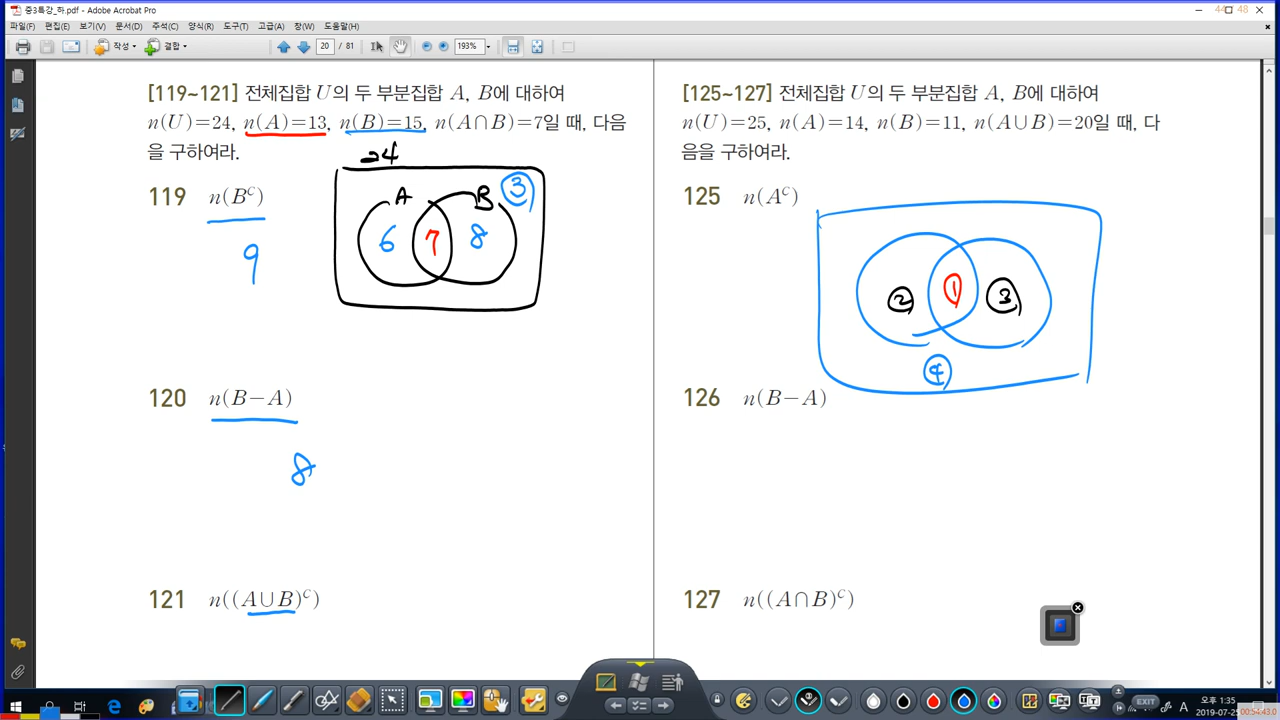 중3특강_하.pdf - Adobe Acrobat Pro
파일(F) 편집(E) 보기(V) 문서(D) 주석(C) 양식(R) 도구(T) 고급(A) 창(W) 도움말(H)
작성 결합 20 / 81 193%
[119~121] 전체집합 U의 두 부분집합 A, B에 대하여
n(U)=24, n(A)=13, n(B)=15, n(A∩B)=7일 때, 다음
을 구하여라.
24
A B ③
6 7 8
119 n(Bᶜ)
9
120 n(B−A)
8
121 n((A∪B)ᶜ)
[125~127] 전체집합 U의 두 부분집합 A, B에 대하여
n(U)=25, n(A)=14, n(B)=11, n(A∪B)=20일 때, 다
음을 구하여라.
125 n(Aᶜ)
② ① ③
④
126 n(B−A)
127 n((A∩B)ᶜ)
EXIT
A
오후 1:35
00:54:43.0